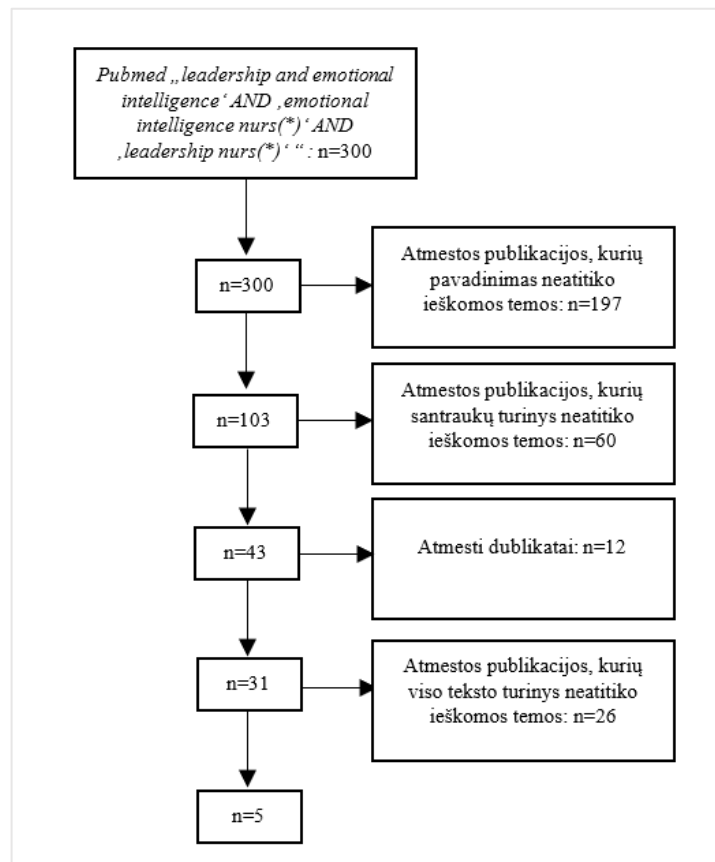 Pubmed „leadership and emotional
intelligence‘ AND ‚emotional
intelligence nurs(*)‘ AND
‚leadership nurs(*)‘ “ : n=300
n=300
Atmestos publikacijos, kurių
pavadinimas neatitiko
ieškomos temos: n=197
n=103
Atmestos publikacijos, kurių
santraukų turinys neatitiko
ieškomos temos: n=60
n=43
Atmesti dublikatai: n=12
n=31
Atmestos publikacijos, kurių
viso teksto turinys neatitiko
ieškomos temos: n=26
n=5